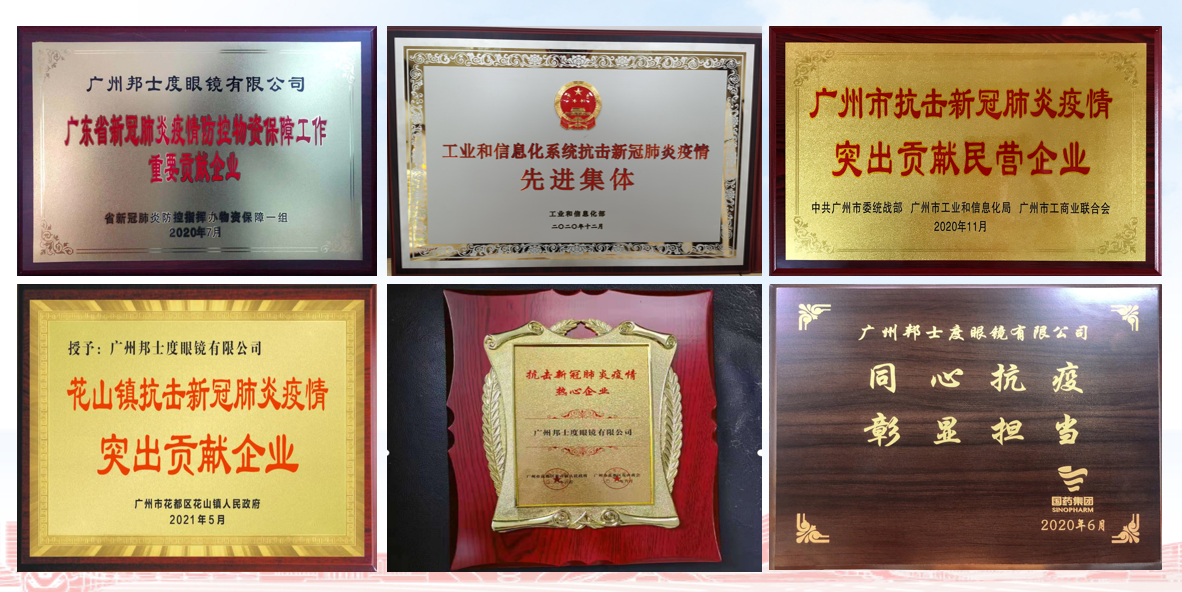 广州邦士度眼镜有限公司
广东省新冠肺炎疫情防控物资保障工作
重要贡献企业
省新冠肺炎防控指挥办物资保障一组
2020年7月
工业和信息化系统抗击新冠肺炎疫情
先进集体
工业和信息化部
二〇二〇年十二月
广州市抗击新冠肺炎疫情
突出贡献民营企业
中共广州市委统战部 广州市工业和信息化局 广州市工商业联合会
2020年11月
授予：广州邦士度眼镜有限公司
花山镇抗击新冠肺炎疫情
突出贡献企业
广州市花都区花山镇人民政府
2021年5月
抗击新冠肺炎疫情
热心企业
广州邦士度眼镜有限公司
广州邦士度眼镜有限公司
同心抗疫
彰显担当
国药集团
SINOPHARM
2020年6月